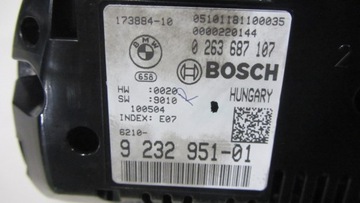 173884-10 05101181100035
0000220144
BMW 0 263 687 107
658 BOSCH
HW :0020 HUNGARY
SW :9010
100504
INDEX: E07
6210-
9 232 951-01